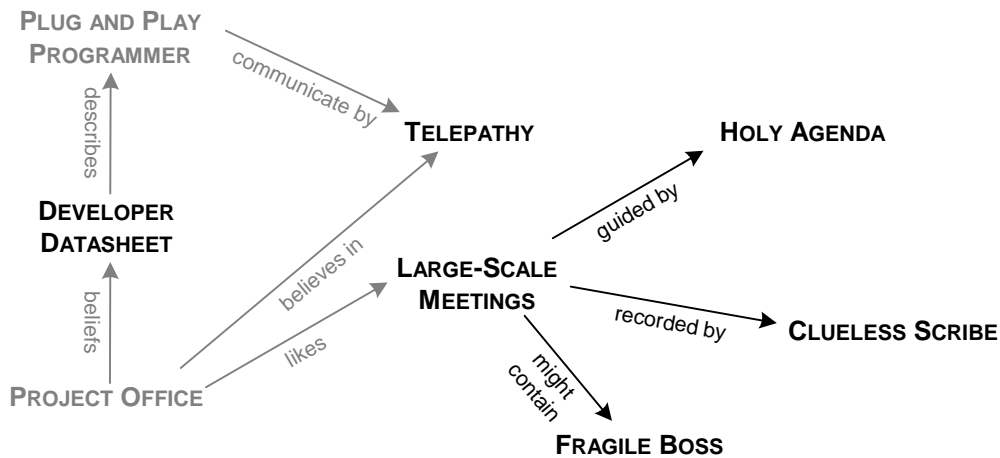 PLUG AND PLAY
PROGRAMMER
communicate by
describes
TELEPATHY
HOLY AGENDA
guided by
DEVELOPER
DATASHEET
believes in
LARGE-SCALE
MEETINGS
beliefs
likes
recorded by
CLUELESS SCRIBE
might
contain
PROJECT OFFICE
FRAGILE BOSS